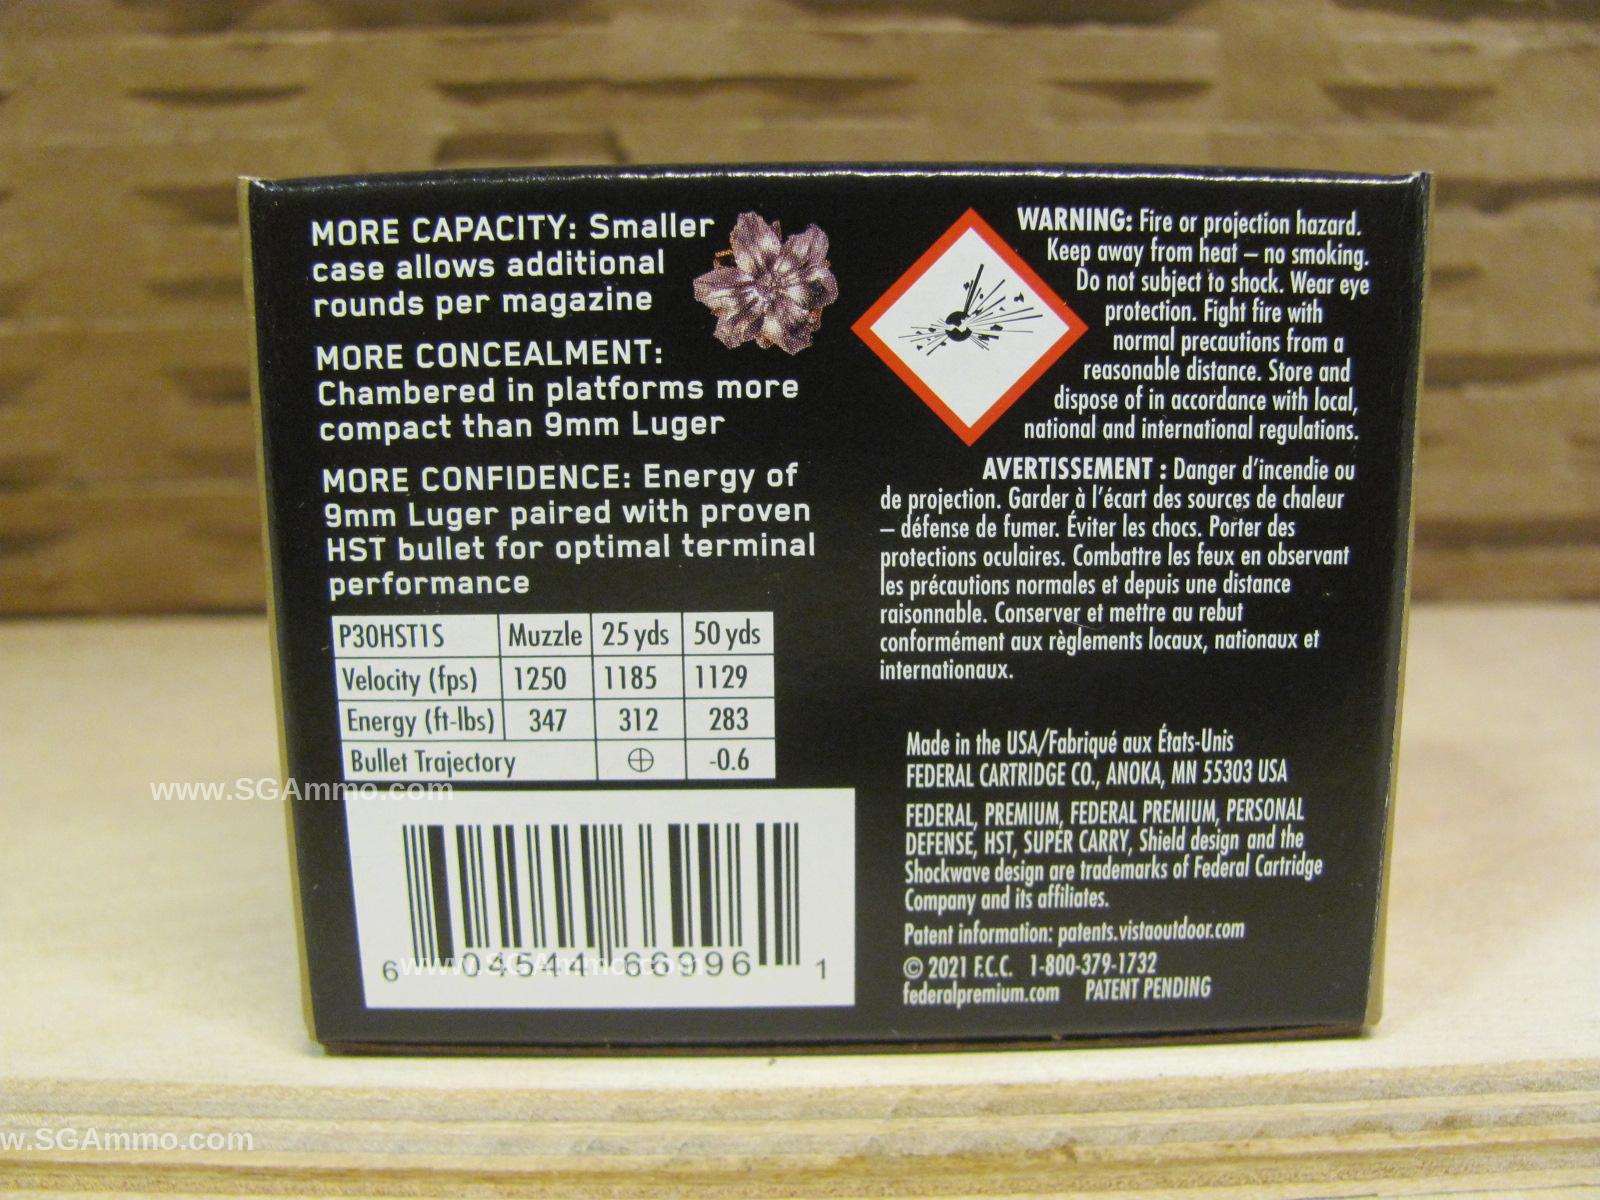 MORE CAPACITY: Smaller
case allows additional
rounds per magazine
MORE CONCEALMENT:
Chambered in platforms more
compact than 9mm Luger
MORE CONFIDENCE: Energy of
9mm Luger paired with proven
HST bullet for optimal terminal
performance
P30HST1S Muzzle 25 yds 50 yds
Velocity (fps) 1250 1185 1129
Energy (ft-lbs) 347 312 283
Bullet Trajectory ⊕ -0.6
www.SGAmmo.com
6 04544 68996 1
www.SGAmmo.com
WARNING: Fire or projection hazard.
Keep away from heat – no smoking.
Do not subject to shock. Wear eye
protection. Fight fire with
normal precautions from a
reasonable distance. Store and
dispose of in accordance with local,
national and international regulations.
AVERTISSEMENT : Danger d'incendie ou
de projection. Garder à l'écart des sources de chaleur
– défense de fumer. Éviter les chocs. Porter des
protections oculaires. Combattre les feux en observant
les précautions normales et depuis une distance
raisonnable. Conserver et mettre au rebut
conformément aux règlements locaux, nationaux et
internationaux.
Made in the USA/Fabriqué aux États-Unis
FEDERAL CARTRIDGE CO., ANOKA, MN 55303 USA
FEDERAL, PREMIUM, FEDERAL PREMIUM, PERSONAL
DEFENSE, HST, SUPER CARRY, Shield design and the
Shockwave design are trademarks of Federal Cartridge
Company and its affiliates.
Patent information: patents.vistaoutdoor.com
© 2021 F.C.C. 1-800-379-1732
federalpremium.com PATENT PENDING
w.SGAmmo.com